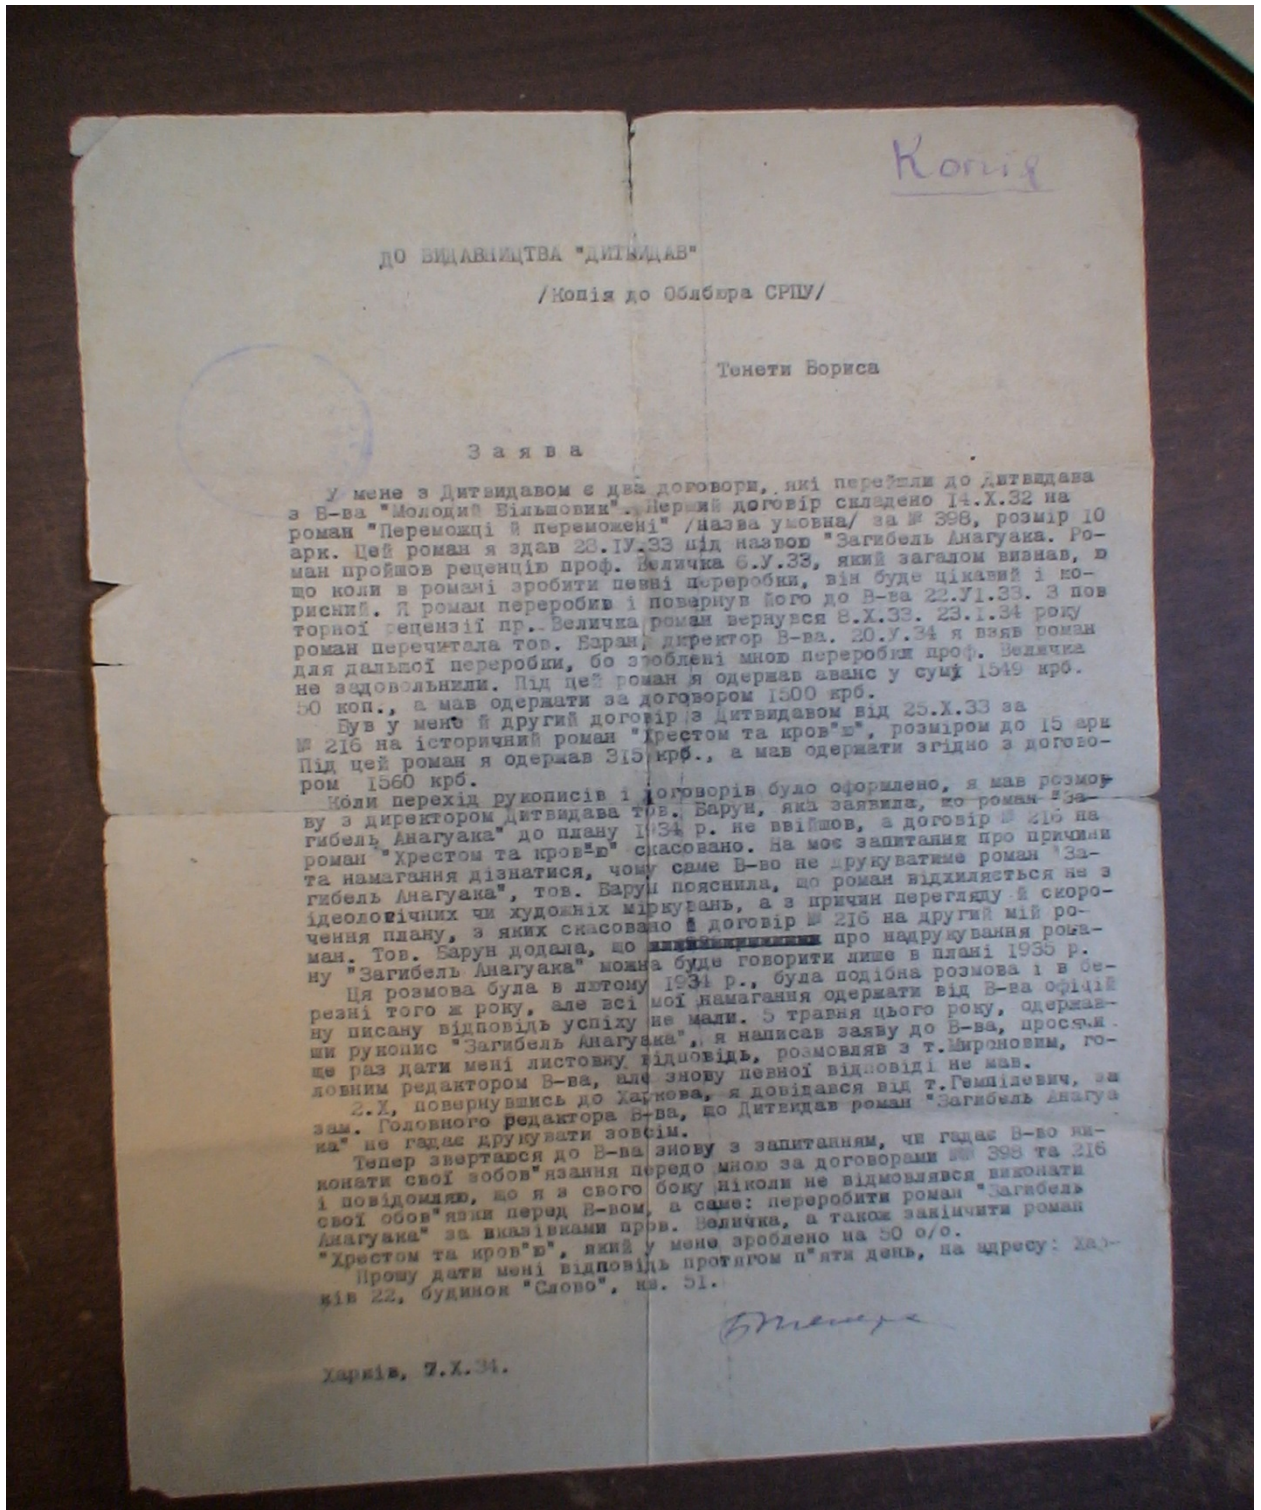 Копія
ДО ВИДАВНИЦТВА "ДИТВИДАВ"
/Копія до Облбюра СРПУ/
Тенети Бориса
З а я в а
У мене з Дитвидавом є два договори, які перейшли до Дитвидава
з В-ва "Молодий Більшовик". Перший договір складено 14.X.32 на
роман "Переможці й переможені" /назва умовна/ за № 398, розмір 10
арк. Цей роман я здав 28.ІУ.33 під назвою "Загибель Анагуака. Ро-
ман пройшов реценцію проф. Величка 6.У.33, який загалом визнав, ю
що коли в романі зробити певні переробки, він буде цікавий і ко-
рисний. Я роман переробив і повернув його до В-ва 22.УІ.33. З пов
торної рецензії пр. Величка роман вернувся 8.X.33. 23.І.34 року
роман перечитала тов. Баран, директор В-ва. 20.У.34 я взяв роман
для дальшої переробки, бо зроблені мною переробки проф. Величка
не задовольнили. Під цей роман я одержав аванс у сумі 1549 крб.
50 коп., а мав одержати за договором 1500 крб.
Був у мене й другий договір з Дитвидавом від 25.X.33 за
№ 216 на історичний роман "Хрестом та кров"ю", розміром до 15 арк
Під цей роман я одержав 315 крб., а мав одержати згідно з догово-
ром 1560 крб.
Коли перехід рукописів і договорів було оформлено, я мав розмов
ву з директором Дитвидава тов. Барун, яка заявила, що роман "За-
гибель Анагуака" до плану 1934 р. не ввійшов, а договір № 216 на
роман "Хрестом та кров"ю" скасовано. На моє запитання про причини
та намагання дізнатися, чому саме В-во не друкуватиме роман "За-
гибель Анагуака", тов. Барун пояснила, що роман відхиляється не з
ідеологічних чи художніх міркувань, а з причин перегляду й скоро-
чення плану, з яких скасовано й договір № 216 на другий мій ро-
ман. Тов. Барун додала, що про надрукування рома-
ну "Загибель Анагуака" можна буде говорити лише в плані 1935 р.
Ця розмова була в лютому 1934 р., була подібна розмова і в бе-
резні того ж року, але всі мої намагання одержати від В-ва офіцій
ну писану відповідь успіху не мали. 5 травня цього року, одержав-
ши рукопис "Загибель Анагуака", я написав заяву до В-ва, просячи
ще раз дати мені листовну відповідь, розмовляв з т.Мироновим, го-
ловним редактором В-ва, але знову певної відповіді не мав.
2.X, повернувшись до Харкова, я довідався від т.Гемпілевич,
зам. Головного редактора В-ва, що Дитвидав роман "Загибель Анагуа
ка" не гадає друкувати зовсім.
Тепер звертаюся до В-ва знову з запитанням, чи гадає В-во ви-
конати свої зобов"язання передо мною за договорами №№ 398 та 216
і повідомляю, що я з свого боку ніколи не відмовлявся виконати
свої обов"язки перед В-вом, а саме: переробити роман "Загибель
Анагуака" за вказівками пров. Величка, а також закінчити роман
"Хрестом та кров"ю", який у мене зроблено на 50 о/о.
Прошу дати мені відповідь протягом п"яти день, на адресу: Хар-
ків 22, будинок "Слово", кв. 51.
БТенета
Харків, 7.X.34.